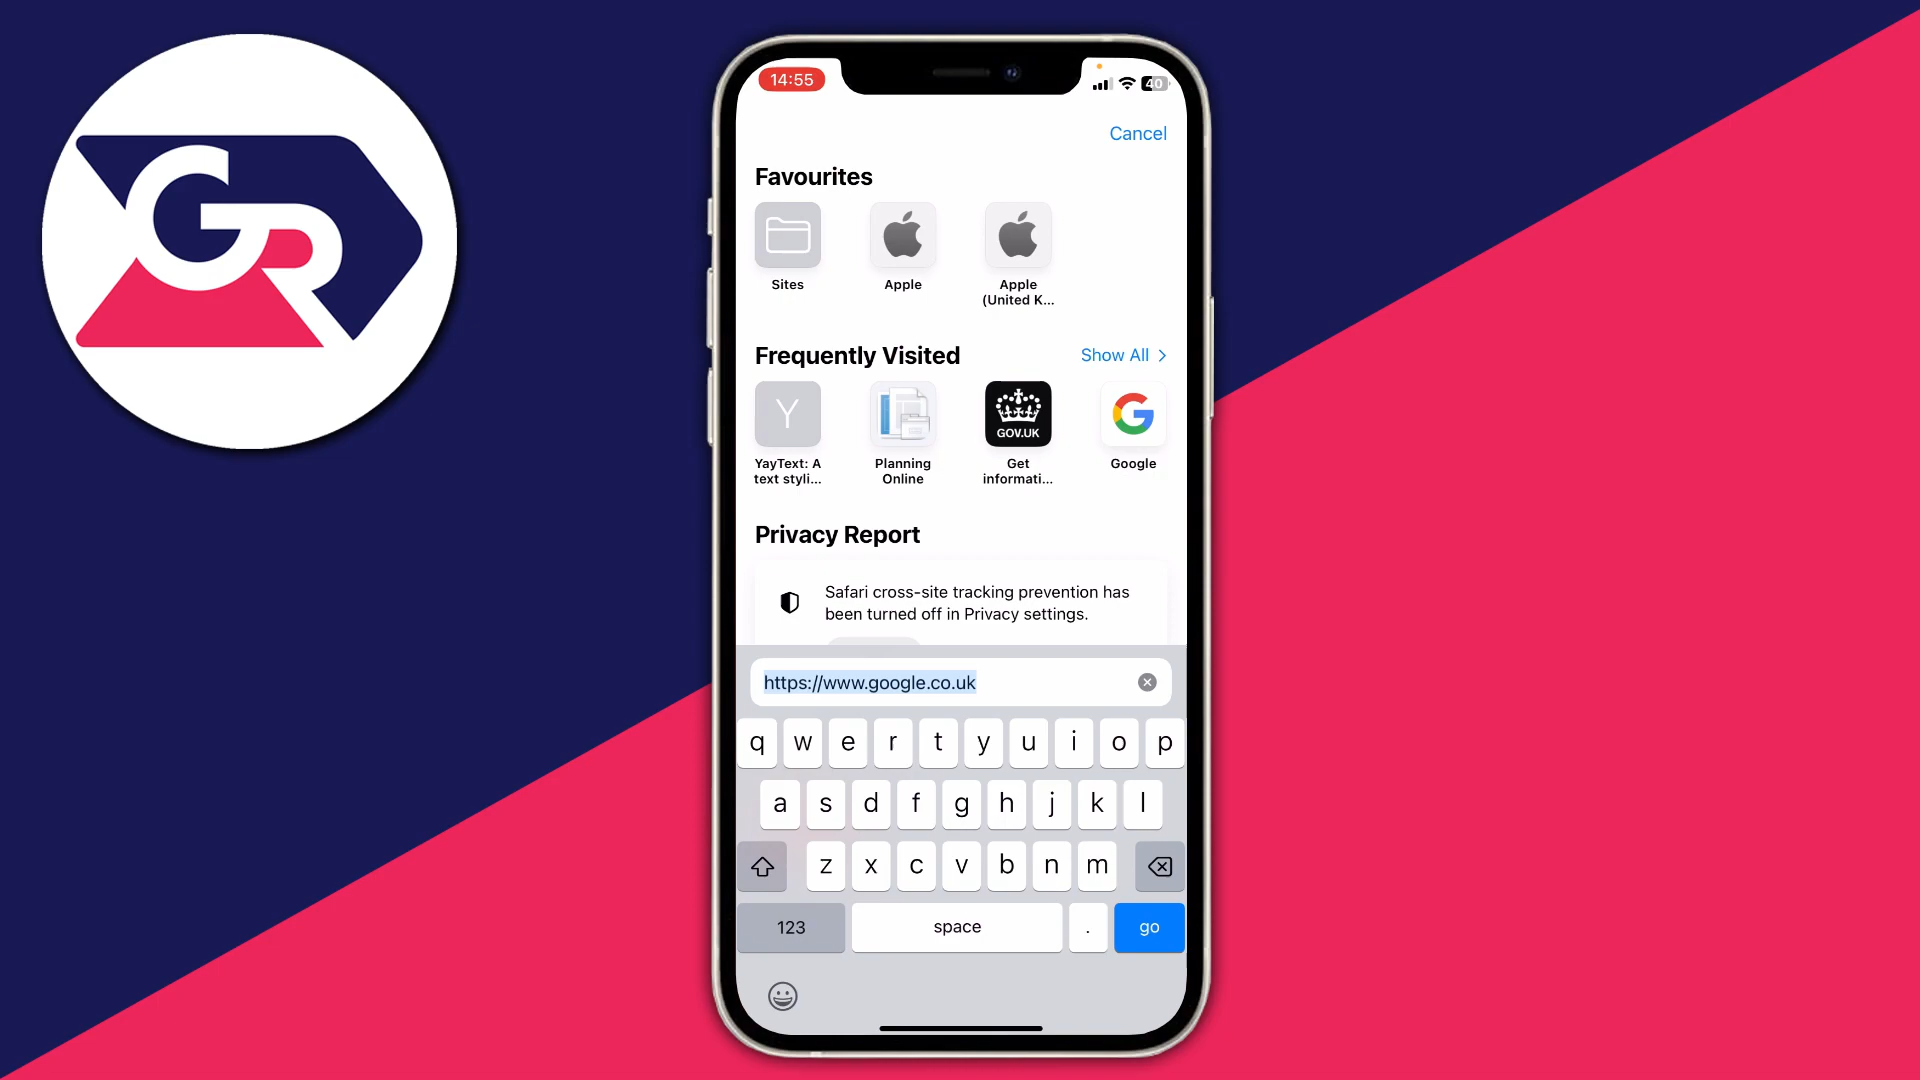 GR
14:55
40
Cancel
Favourites
Sites
Apple
Apple
(United K...
Frequently Visited
Show All
Y
GOV.UK
G
YayText: A
text styli...
Planning
Online
Get
informati...
Google
Privacy Report
Safari cross-site tracking prevention has
been turned off in Privacy settings.
https://www.google.co.uk
q w e r t y u i o p
a s d f g h j k l
z x c v b n m
123 space . go